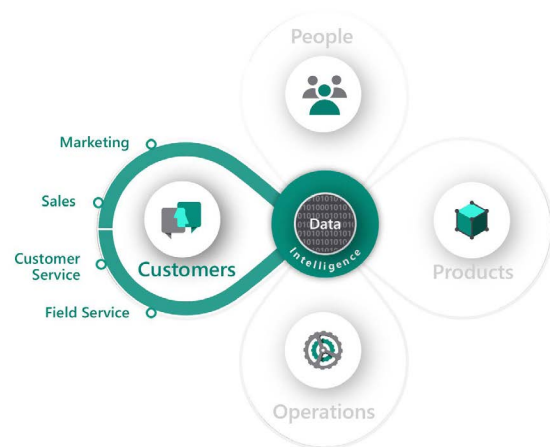 People
Marketing
Sales
Customer
Service
Field Service
Customers
Data
Intelligence
Products
Operations